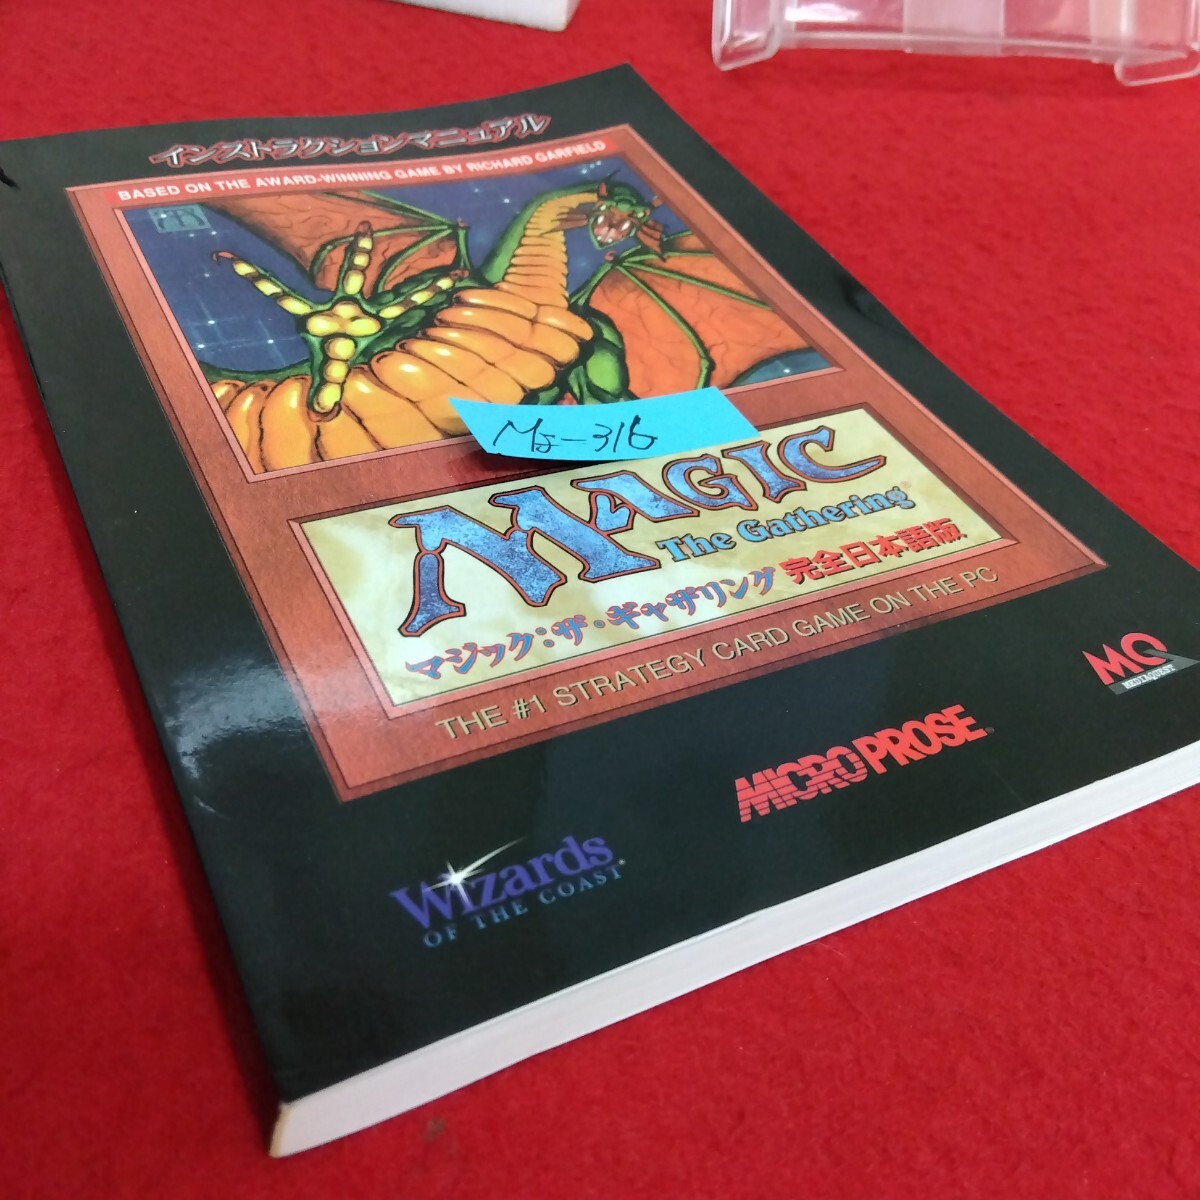 インストラクションマニュアル
BASED ON THE AWARD-WINNING GAME BY RICHARD GARFIELD
MAGIC
The Gathering®
マジック:ザ・ギャザリング 完全日本語版
THE #1 STRATEGY CARD GAME ON THE PC
MQ
MEDIAQUEST
MICROPROSE®
Wizards
OF THE COAST®